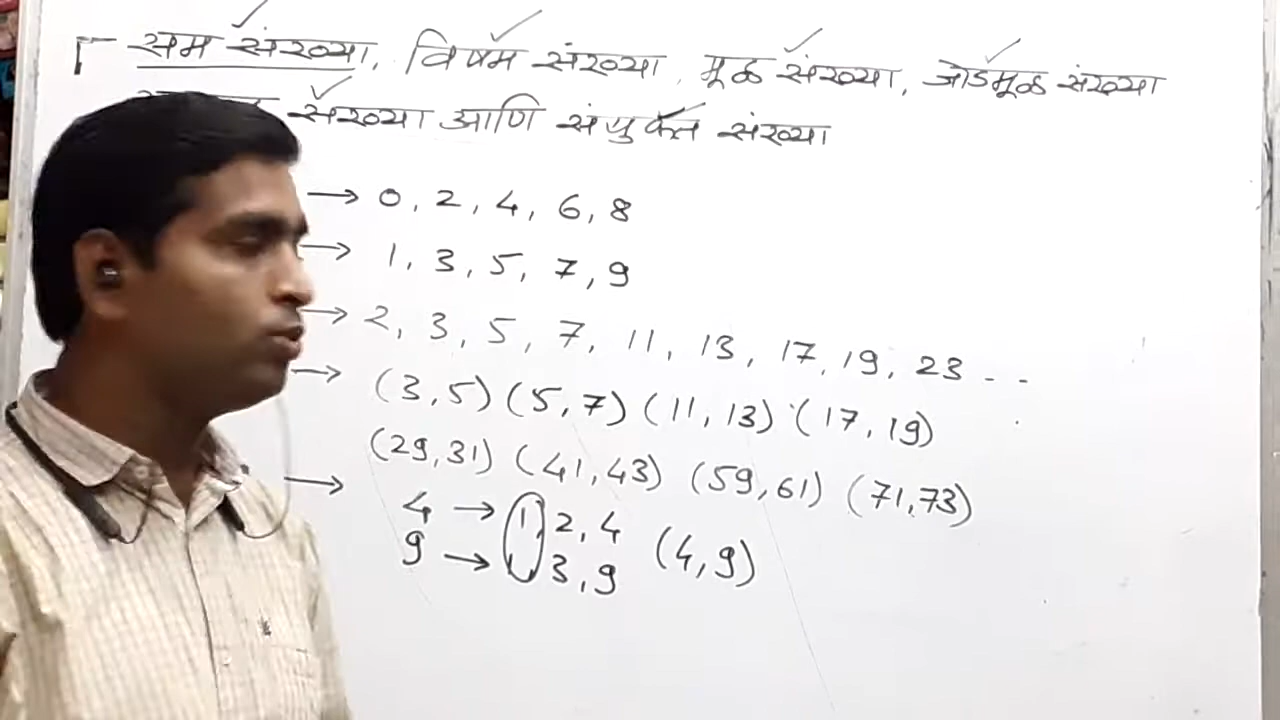 सम संख्या, विषम संख्या, मूळ संख्या, जोडमूळ संख्या
संख्या आणि संयुक्त संख्या
→ 0, 2, 4, 6, 8
→ 1, 3, 5, 7, 9
→ 2, 3, 5, 7, 11, 13, 17, 19, 23 - -
→ (3,5) (5,7) (11,13) (17,19)
(29,31) (41,43) (59,61) (71,73)
→ 4 → 1, 2, 4 (4,9)
9 → 1, 3, 9